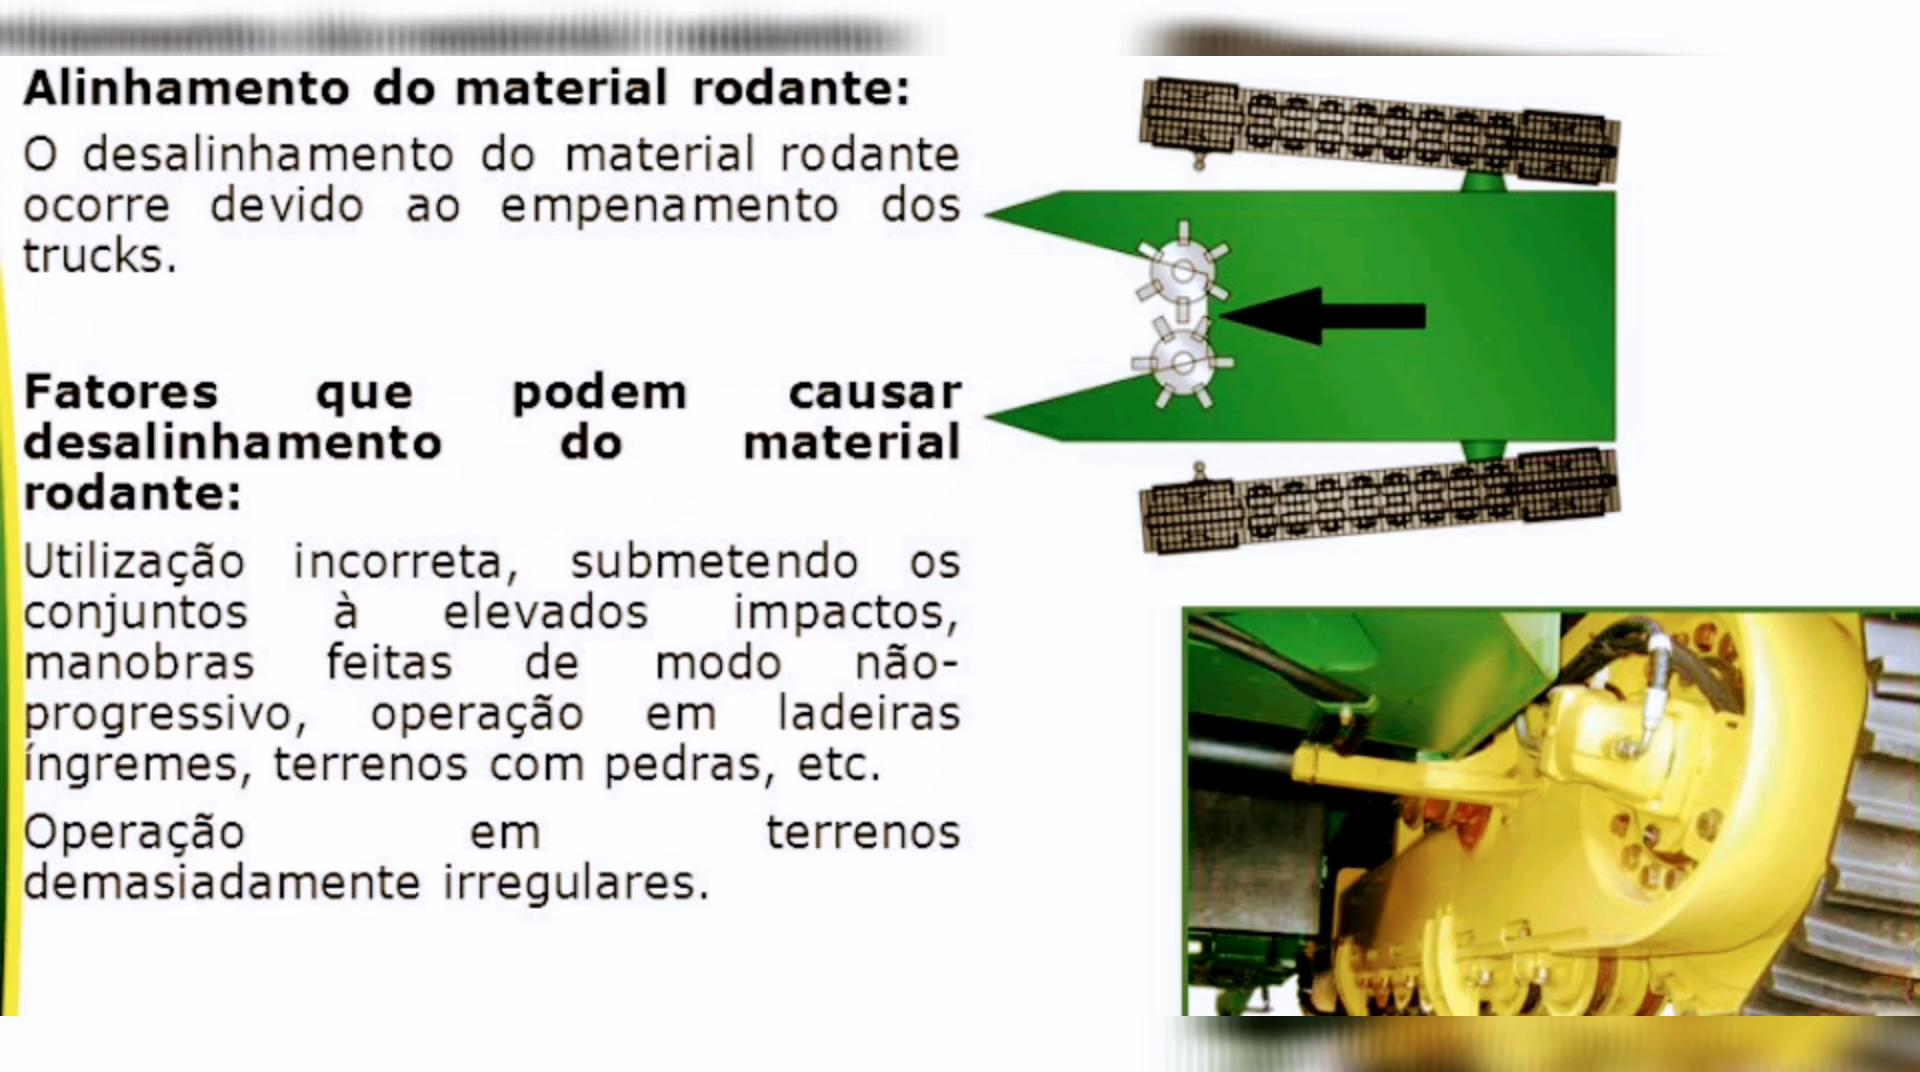 Alinhamento do material rodante:
O desalinhamento do material rodante
ocorre devido ao empenamento dos
trucks.
Fatores que podem causar
desalinhamento do material
rodante:
Utilização incorreta, submetendo os
conjuntos à elevados impactos,
manobras feitas de modo não-
progressivo, operação em ladeiras
íngremes, terrenos com pedras, etc.
Operação em terrenos
demasiadamente irregulares.